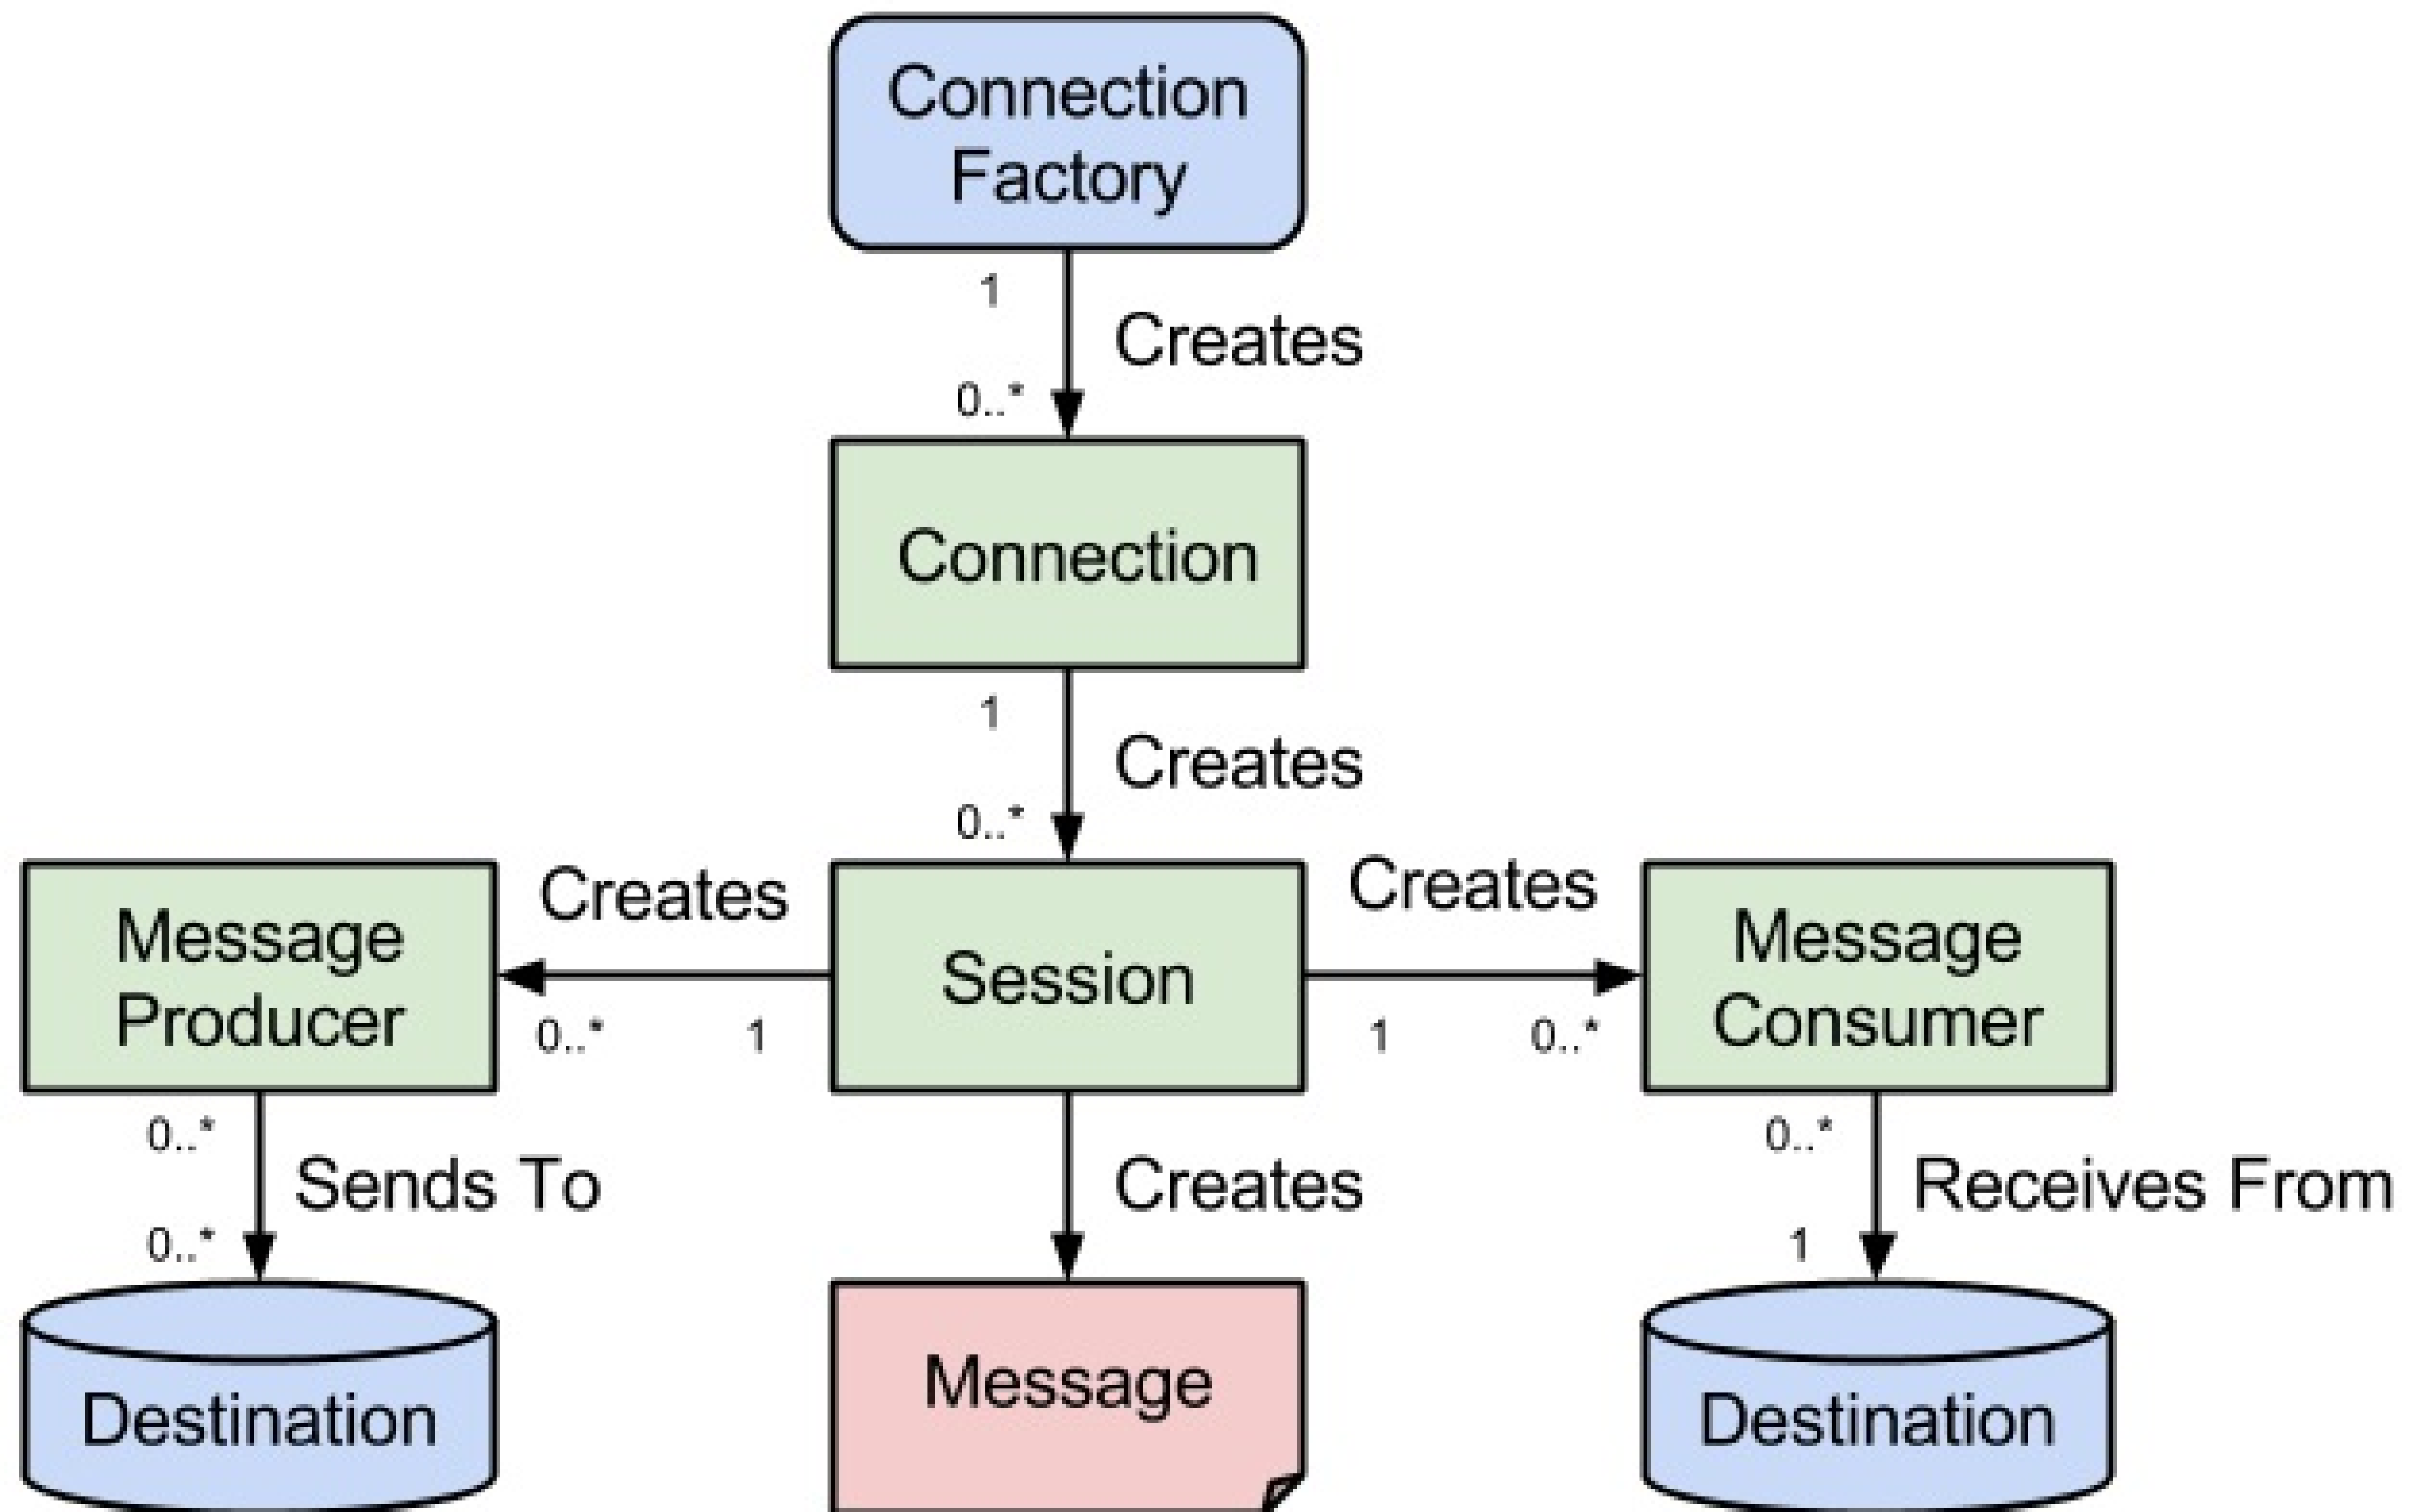 Connection
Factory
1
Creates
0..*
Connection
1
Creates
0..*
Message
Producer
Creates
0..*
1
Session
Creates
1
0..*
Message
Consumer
0..*
Sends To
0..*
Creates
0..*
Receives From
1
Destination
Message
Destination